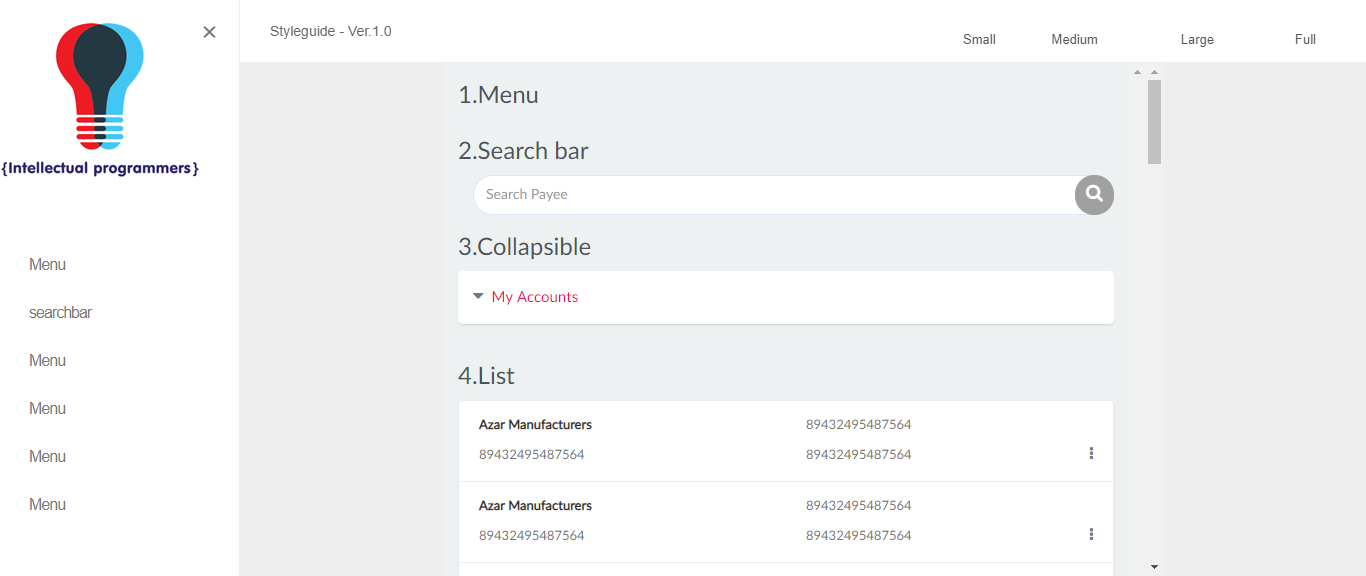 {Intellectual programmers}
Menu
searchbar
Menu
Menu
Menu
Menu
Styleguide - Ver.1.0
Small Medium Large Full
1.Menu
2.Search bar
Search Payee
3.Collapsible
My Accounts
4.List
Azar Manufacturers 89432495487564
89432495487564 89432495487564
Azar Manufacturers 89432495487564
89432495487564 89432495487564